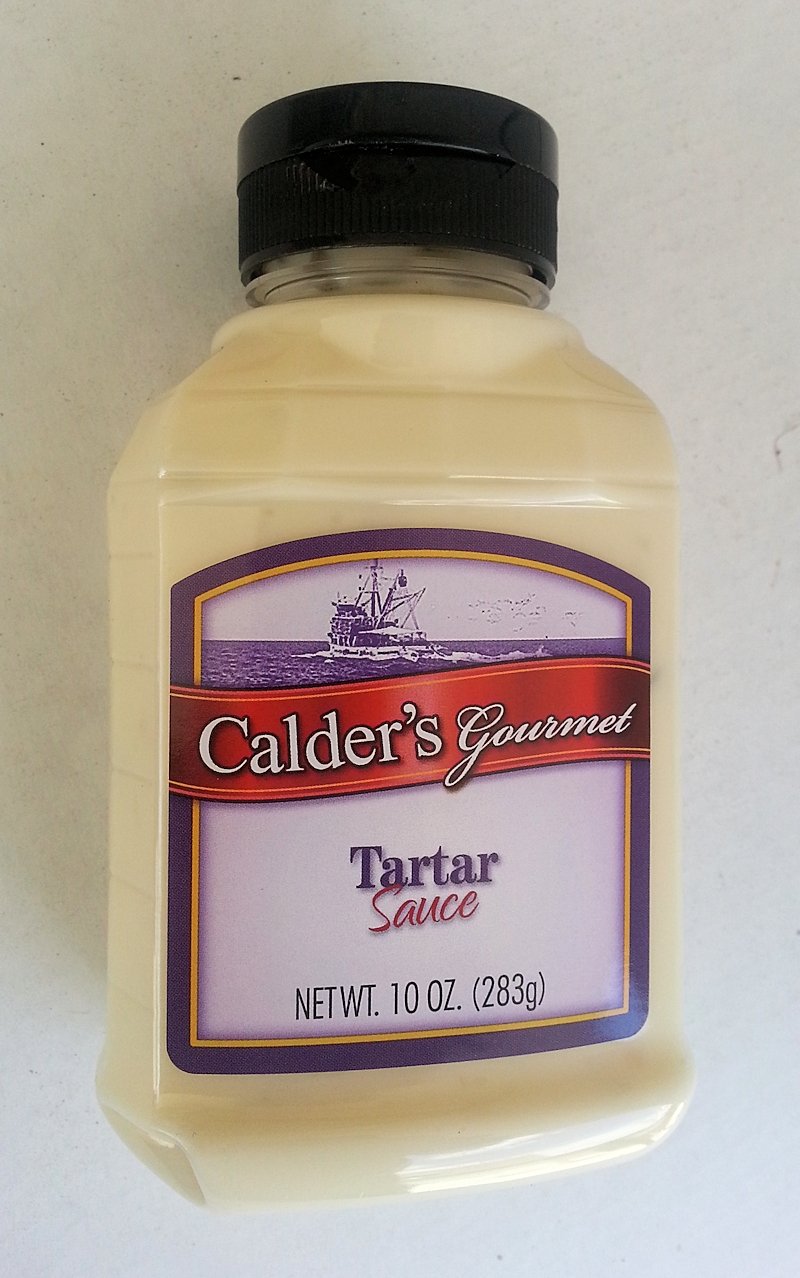 Calder's Gourmet
Tartar
Sauce
NET WT. 10 OZ. (283g)